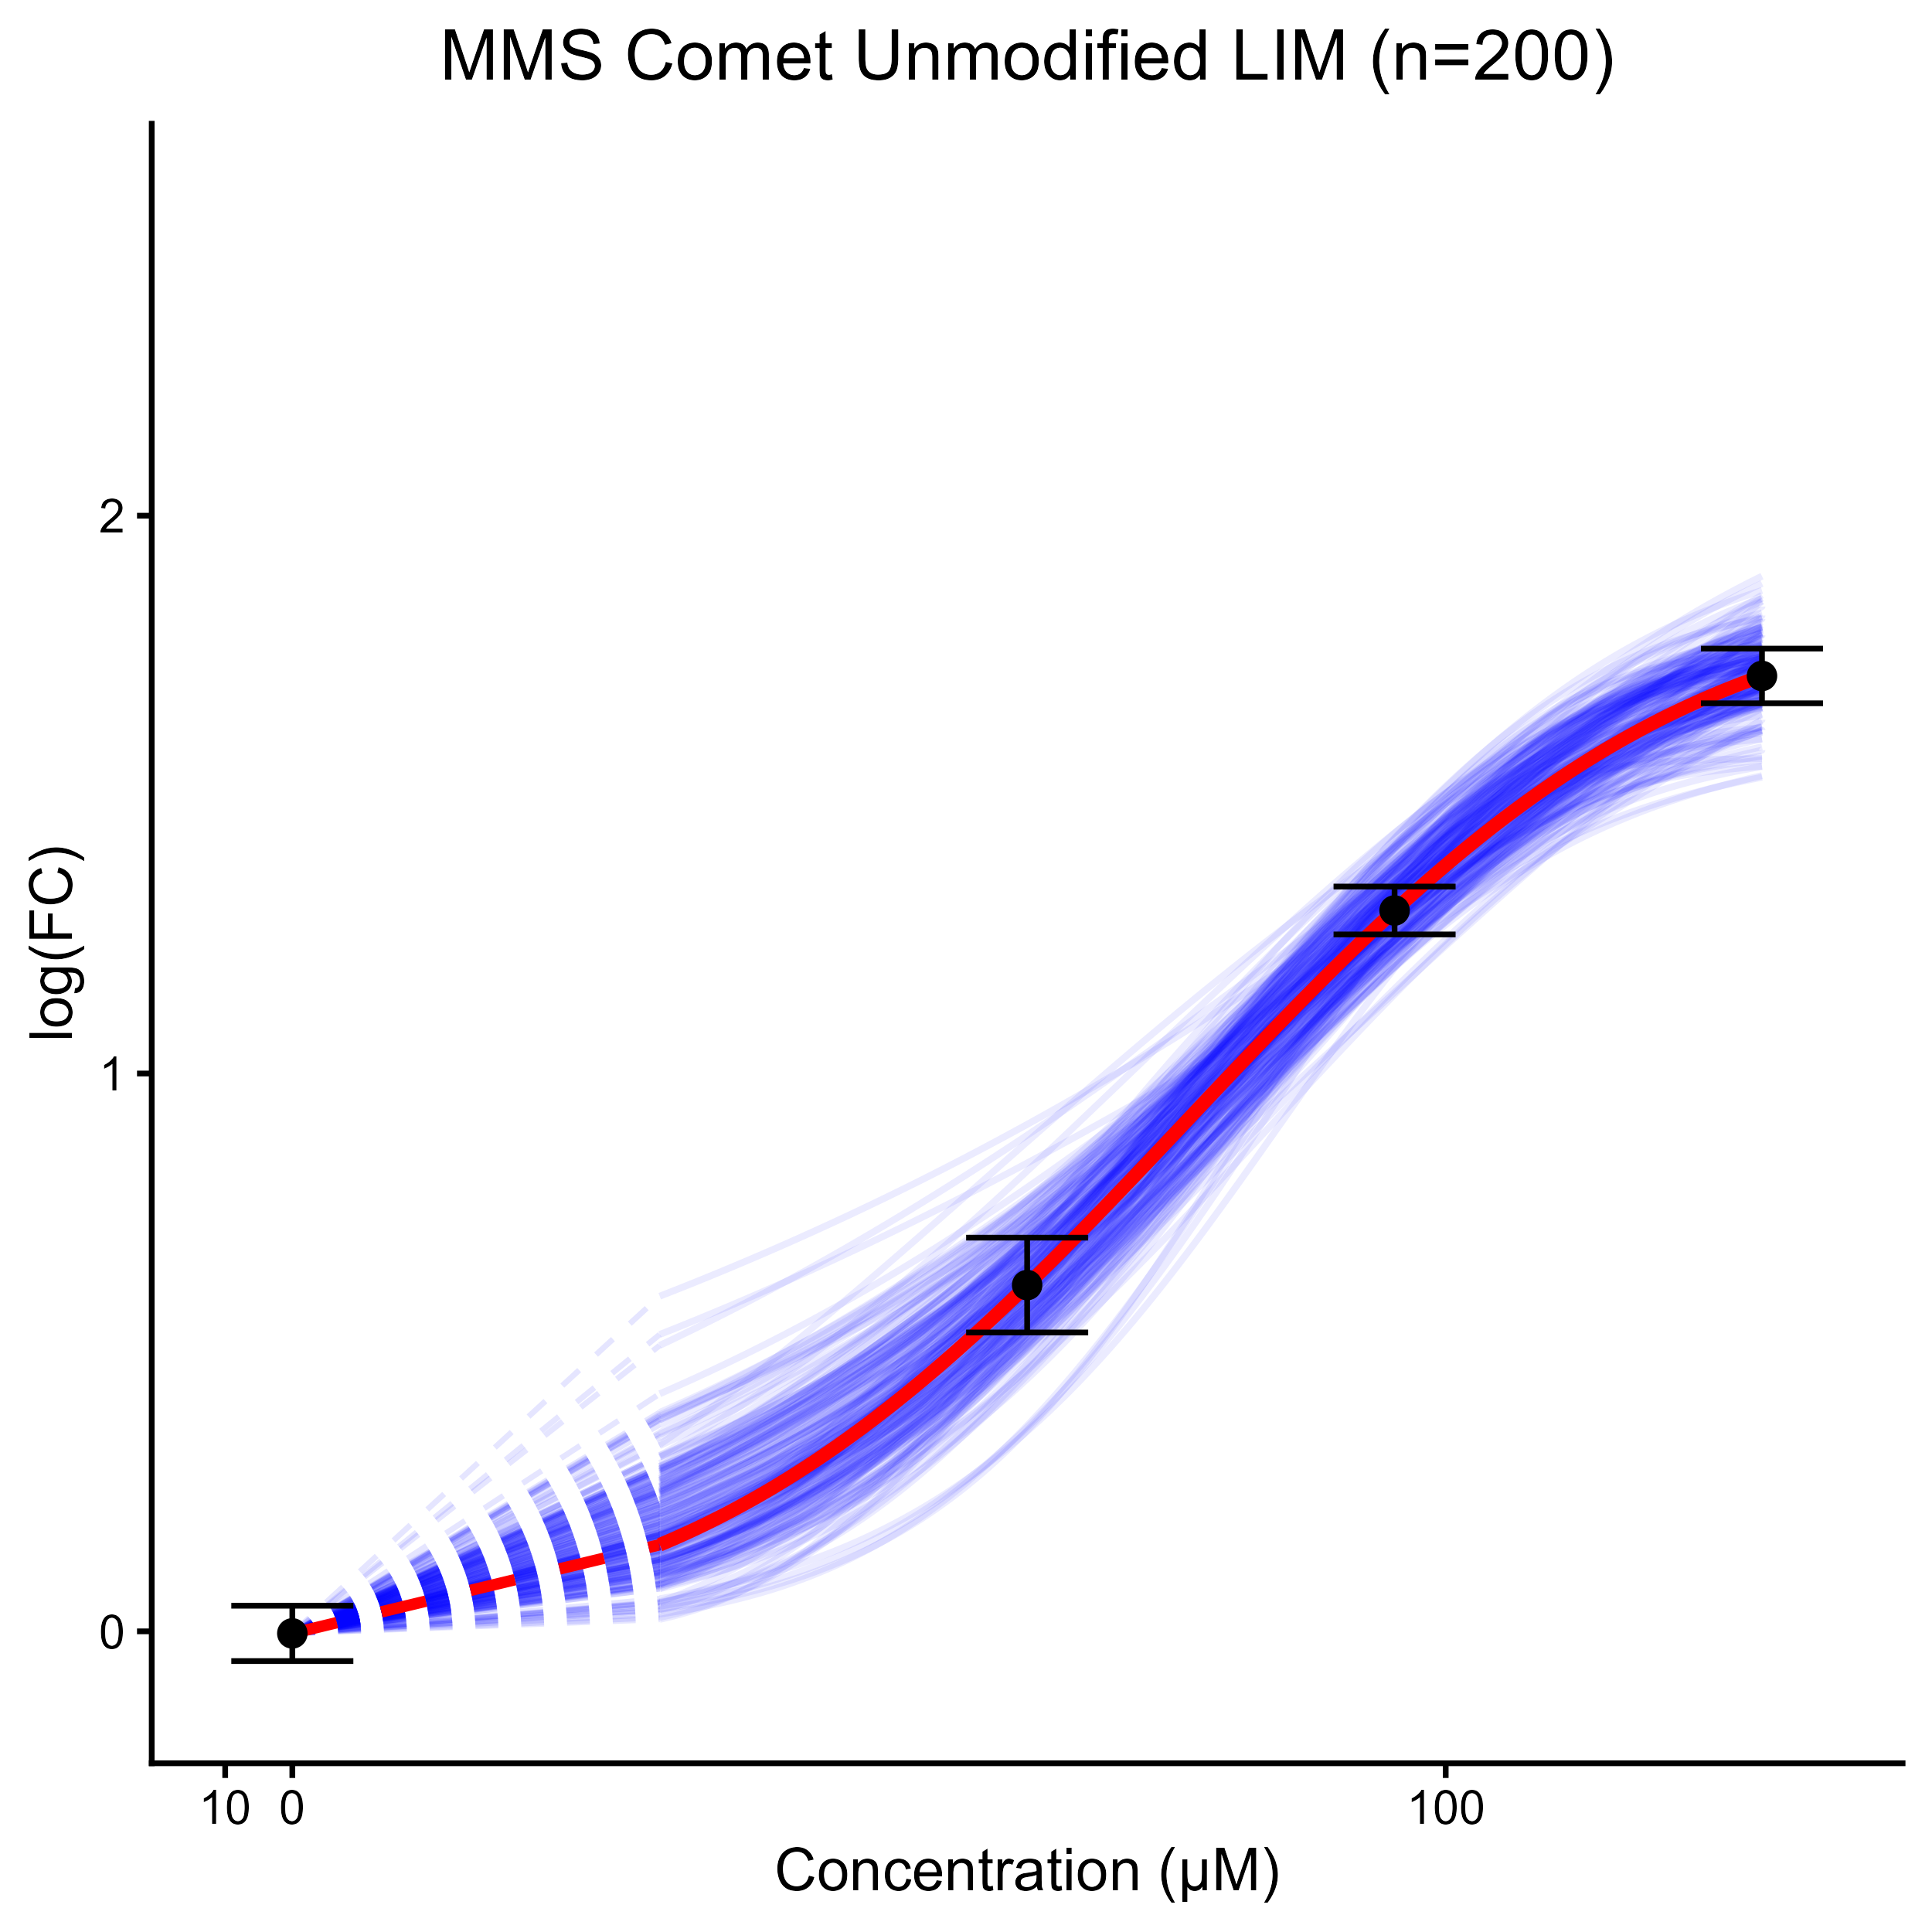 MMS Comet Unmodified LIM (n=200)
log(FC)
2
1
0
10 0 100
Concentration (µM)